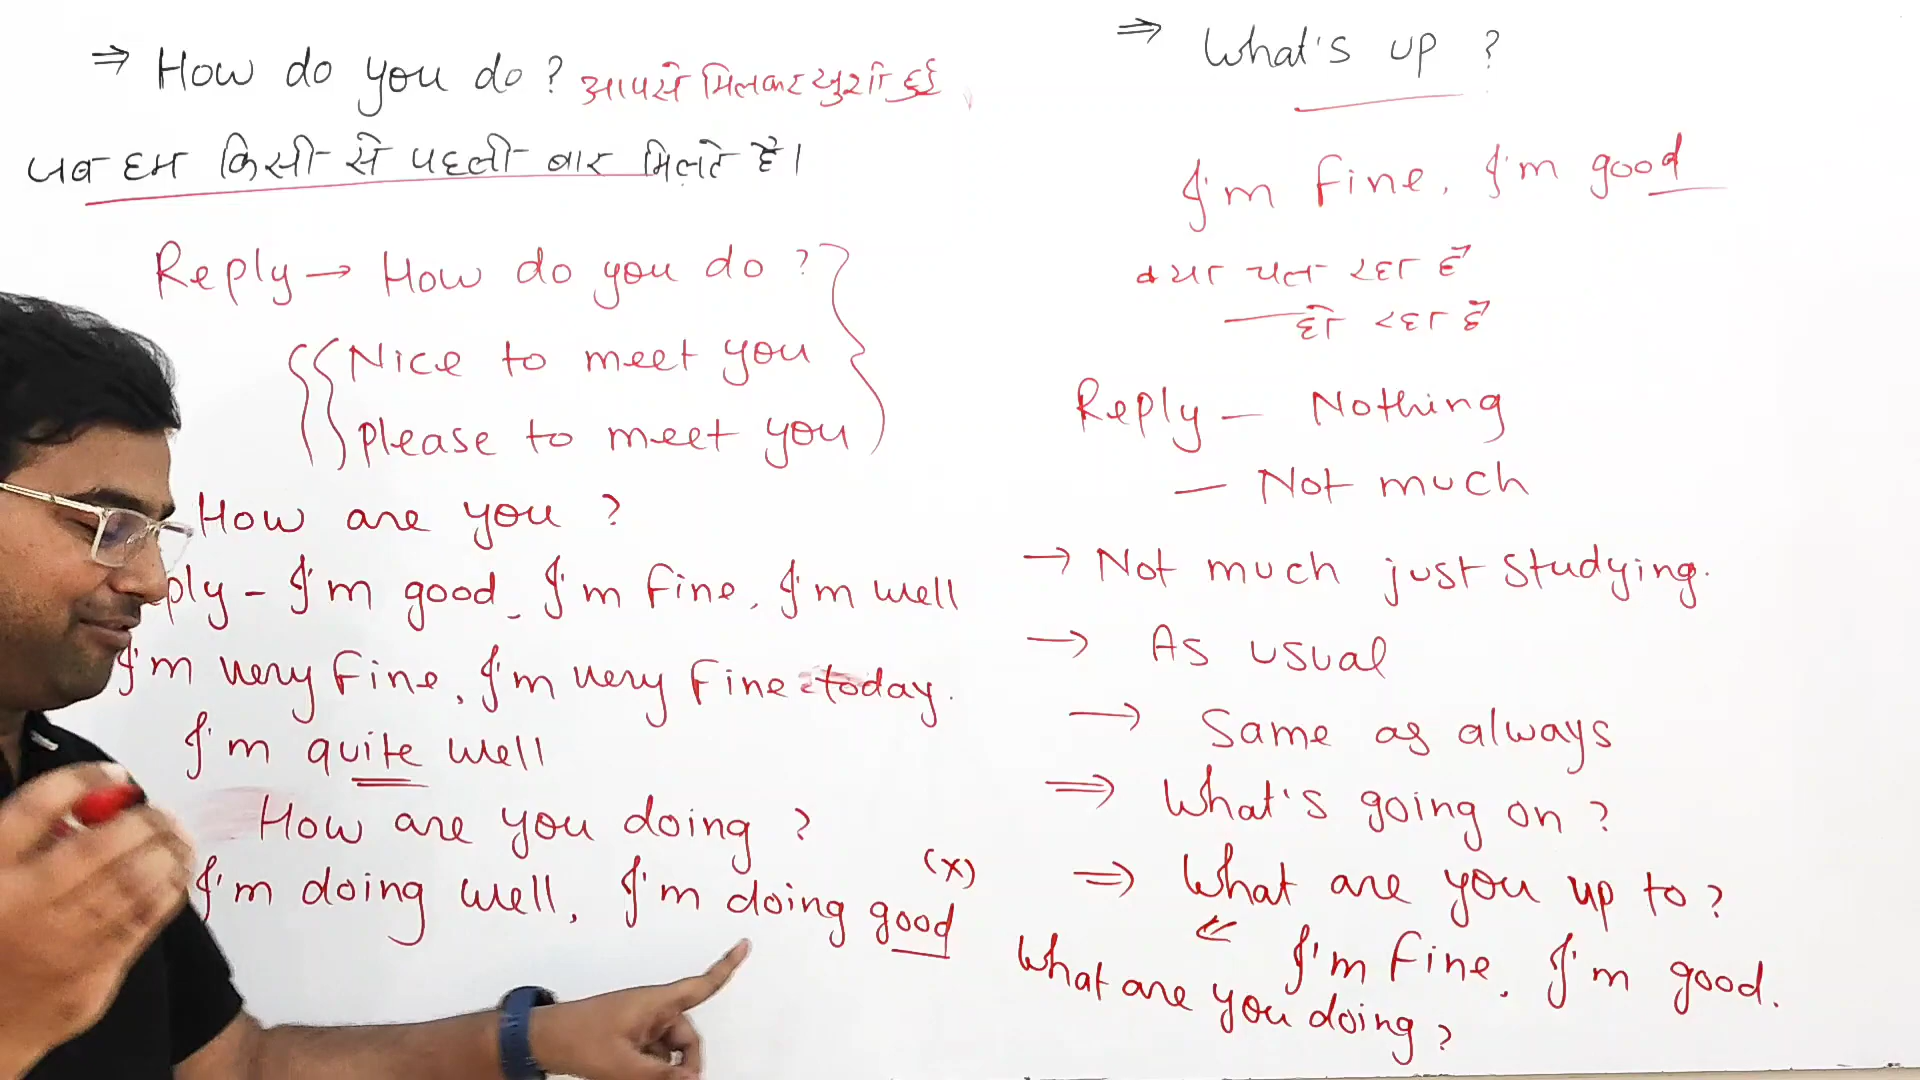 ⇒ How do you do? आपसे मिलकर खुशी हुई
जब हम किसी से पहली बार मिलते है।
Reply → How do you do?
Nice to meet you
please to meet you
How are you?
ply - I'm good, I'm fine, I'm well
I'm very fine, I'm very fine today.
I'm quite well
How are you doing?
(x)
I'm doing well, I'm doing good
⇒ What's up?
I'm fine, I'm good
क्या चल रहा है
हो रहा है
Reply - Nothing
- Not much
→ Not much just studying.
→ As usual
→ Same as always
⇒ What's going on?
⇒ What are you up to?
I'm fine, I'm good.
What are you doing?